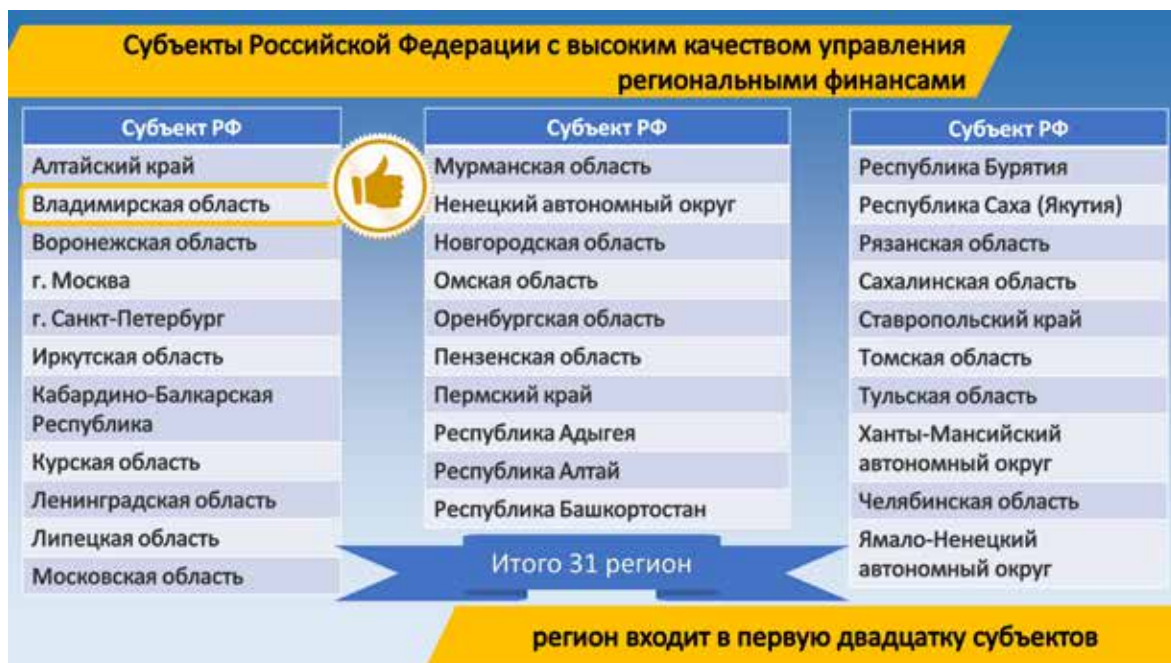 Субъекты Российской Федерации с высоким качеством управления
региональными финансами
Субъект РФ
Алтайский край
Владимирская область
Воронежская область
г. Москва
г. Санкт-Петербург
Иркутская область
Кабардино-Балкарская
Республика
Курская область
Ленинградская область
Липецкая область
Московская область
Субъект РФ
Мурманская область
Ненецкий автономный округ
Новгородская область
Омская область
Оренбургская область
Пензенская область
Пермский край
Республика Адыгея
Республика Алтай
Республика Башкортостан
Субъект РФ
Республика Бурятия
Республика Саха (Якутия)
Рязанская область
Сахалинская область
Ставропольский край
Томская область
Тульская область
Ханты-Мансийский
автономный округ
Челябинская область
Ямало-Ненецкий
автономный округ
Итого 31 регион
регион входит в первую двадцатку субъектов